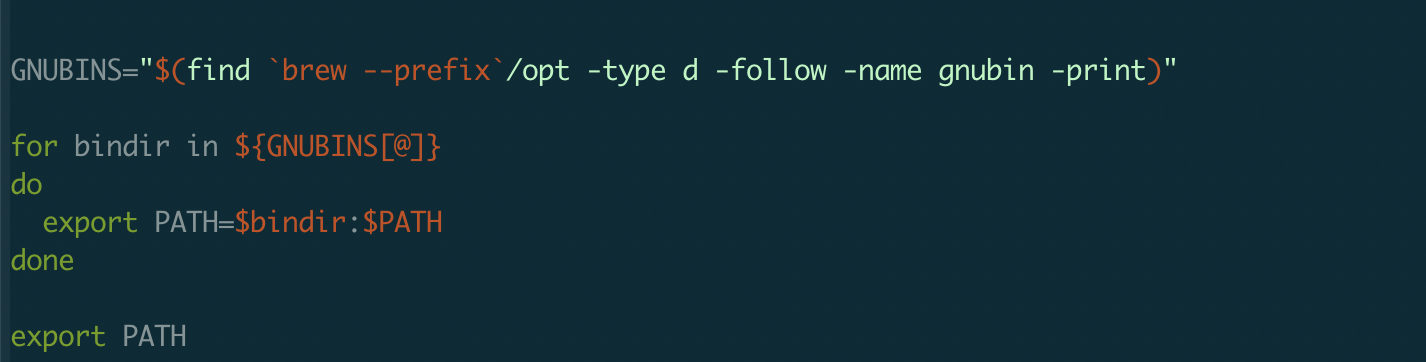 GNUBINS="$(find `brew --prefix`/opt -type d -follow -name gnubin -print)"
for bindir in ${GNUBINS[@]}
do
export PATH=$bindir:$PATH
done
export PATH